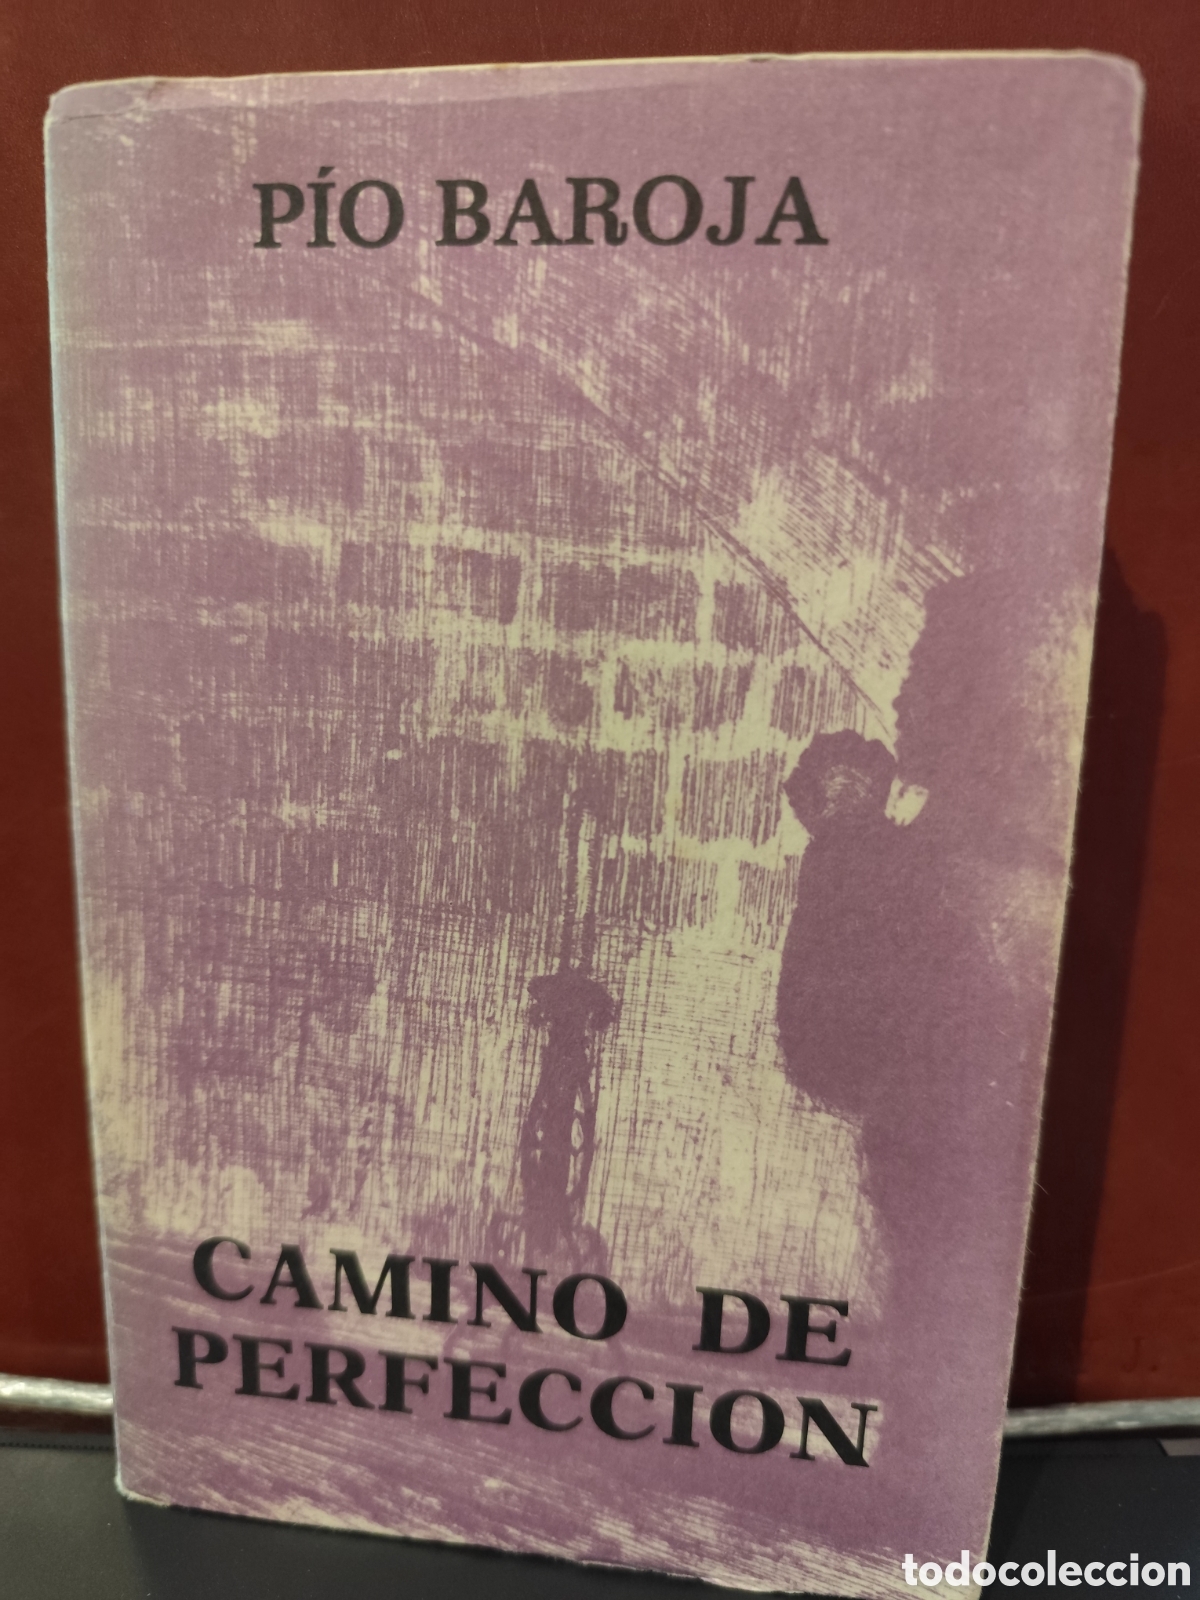 PÍO BAROJA
CAMINO DE
PERFECCION
todocoleccion